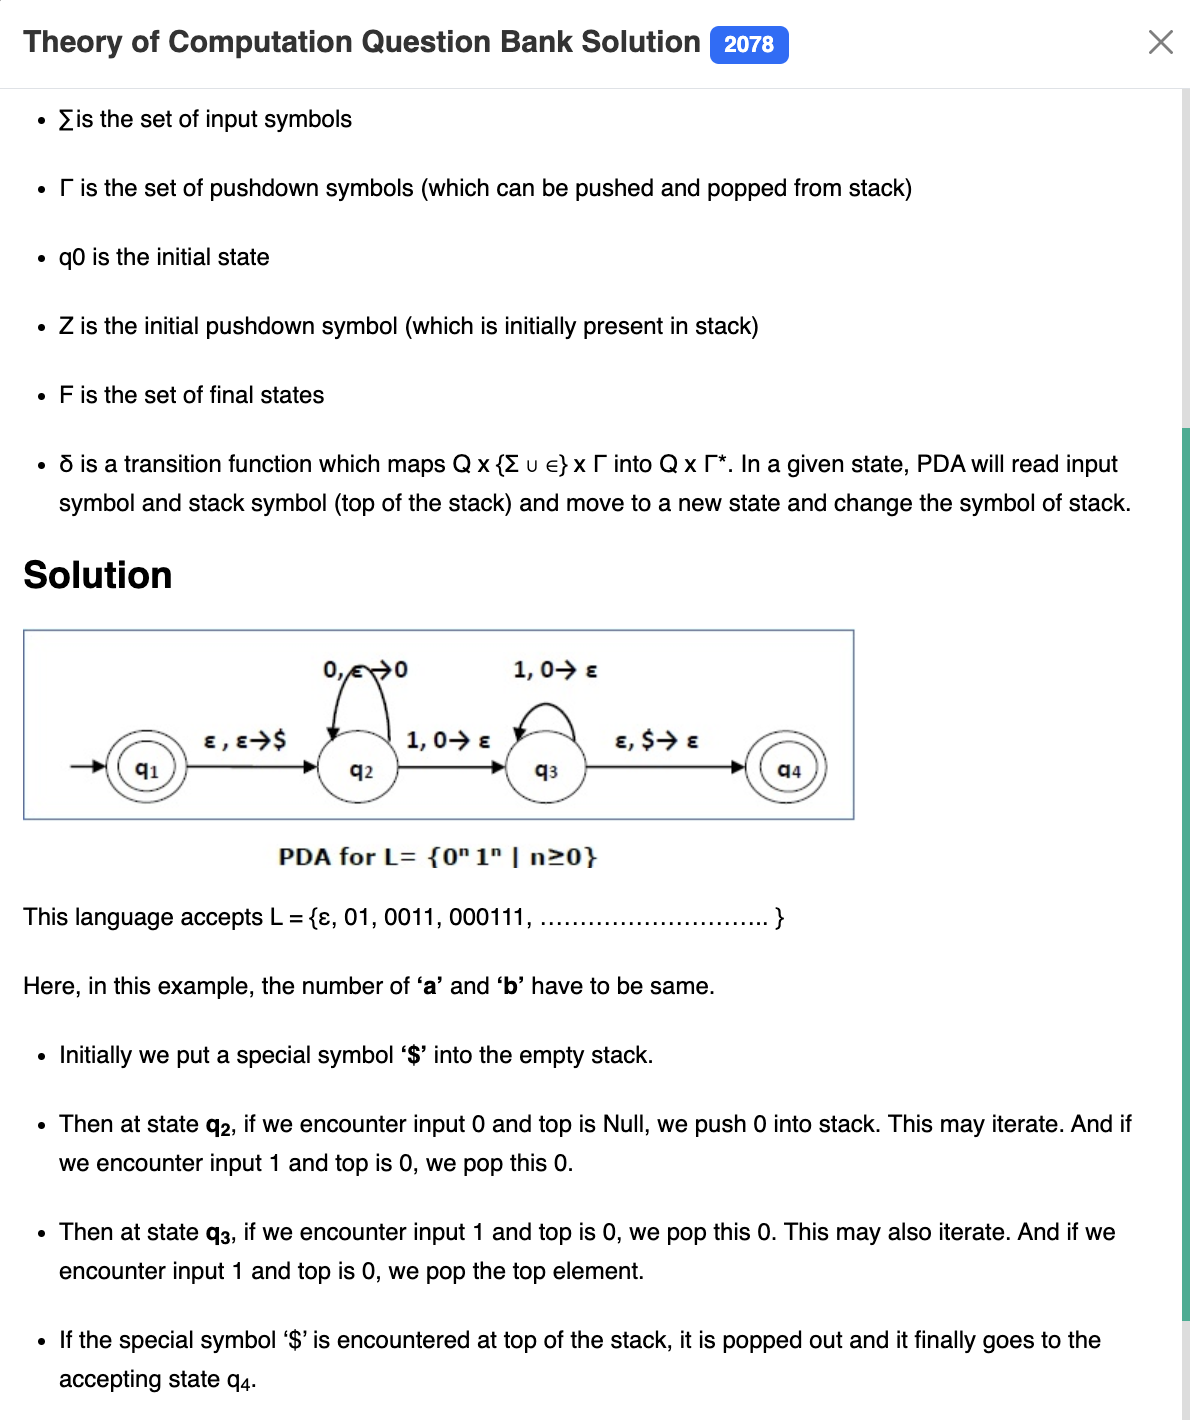 Theory of Computation Question Bank Solution 2078
• ∑is the set of input symbols
• Γ is the set of pushdown symbols (which can be pushed and popped from stack)
• q0 is the initial state
• Z is the initial pushdown symbol (which is initially present in stack)
• F is the set of final states
• δ is a transition function which maps Q x {Σ ∪ ∈} x Γ into Q x Γ*. In a given state, PDA will read input
symbol and stack symbol (top of the stack) and move to a new state and change the symbol of stack.
Solution
0, ε→0 1, 0→ ε
ε , ε→$ 1, 0→ ε ε, $→ ε
q1 q2 q3 q4
PDA for L= {0ⁿ 1ⁿ | n≥0}
This language accepts L = {ε, 01, 0011, 000111, ............................. }
Here, in this example, the number of ‘a’ and ‘b’ have to be same.
• Initially we put a special symbol ‘$’ into the empty stack.
• Then at state q₂, if we encounter input 0 and top is Null, we push 0 into stack. This may iterate. And if
we encounter input 1 and top is 0, we pop this 0.
• Then at state q₃, if we encounter input 1 and top is 0, we pop this 0. This may also iterate. And if we
encounter input 1 and top is 0, we pop the top element.
• If the special symbol ‘$’ is encountered at top of the stack, it is popped out and it finally goes to the
accepting state q₄.